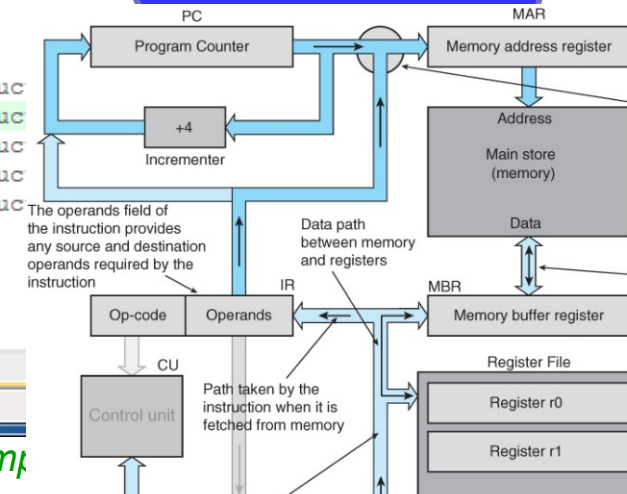 PC
MAR
Program Counter
Memory address register
+4
Incrementer
Address
Main store
(memory)
Data
The operands field of
the instruction provides
any source and destination
operands required by the
instruction
Data path
between memory
and registers
IR
MBR
Op-code
Operands
Memory buffer register
CU
Control unit
Path taken by the
instruction when it is
fetched from memory
Register File
Register r0
Register r1